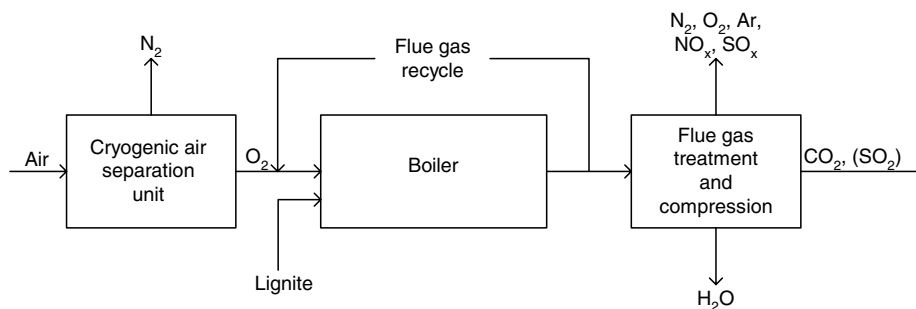 N₂, O₂, Ar,
NOₓ, SOₓ
N₂
Flue gas
recycle
Air
Cryogenic air
separation
unit
O₂
Boiler
Flue gas
treatment
and
compression
CO₂, (SO₂)
Lignite
H₂O